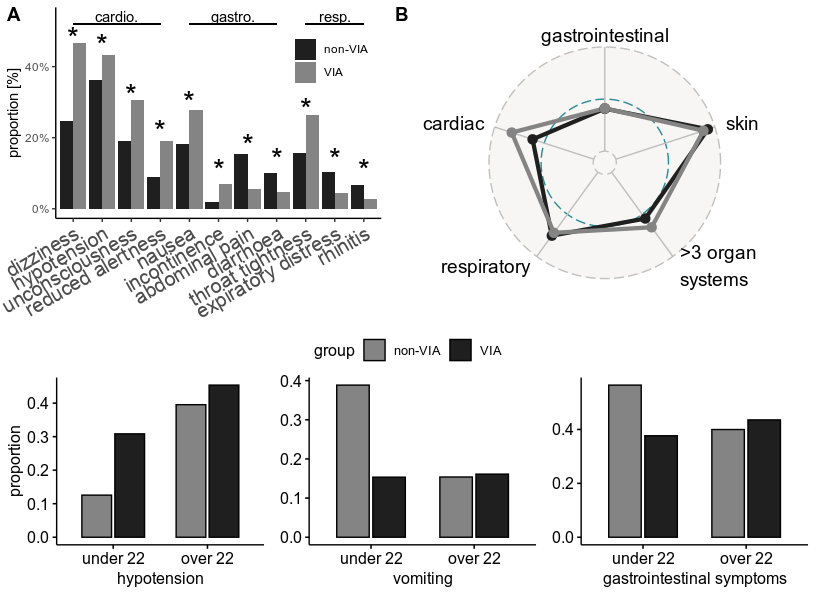 A
cardio.
gastro.
resp.
B
* * * * * * * * * * *
non-VIA
VIA
proportion [%]
40%
20%
0%
dizziness
hypotension
unconsciousness
reduced alertness
nausea
incontinence
abdominal pain
diarrhoea
throat tightness
expiratory distress
rhinitis
gastrointestinal
cardiac
skin
respiratory
>3 organ
systems
group non-VIA VIA
proportion
0.4
0.3
0.2
0.1
0.0
under 22 over 22
hypotension
0.4
0.3
0.2
0.1
0.0
under 22 over 22
vomiting
0.4
0.2
0.0
under 22 over 22
gastrointestinal symptoms